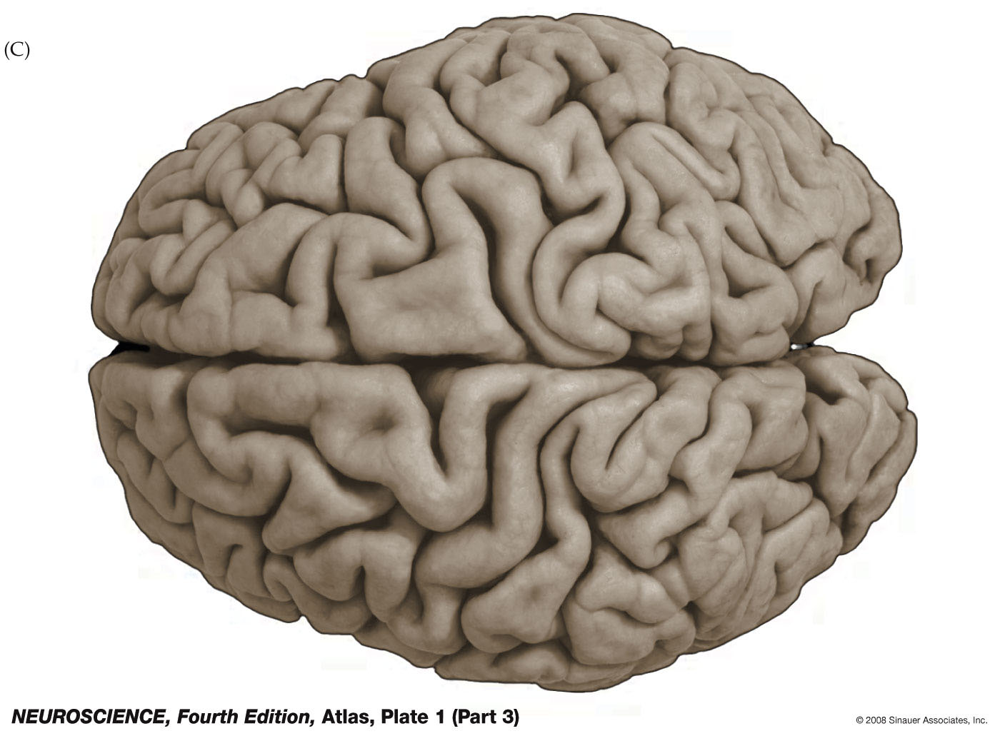 (C)
NEUROSCIENCE, Fourth Edition, Atlas, Plate 1 (Part 3)
© 2008 Sinauer Associates, Inc.